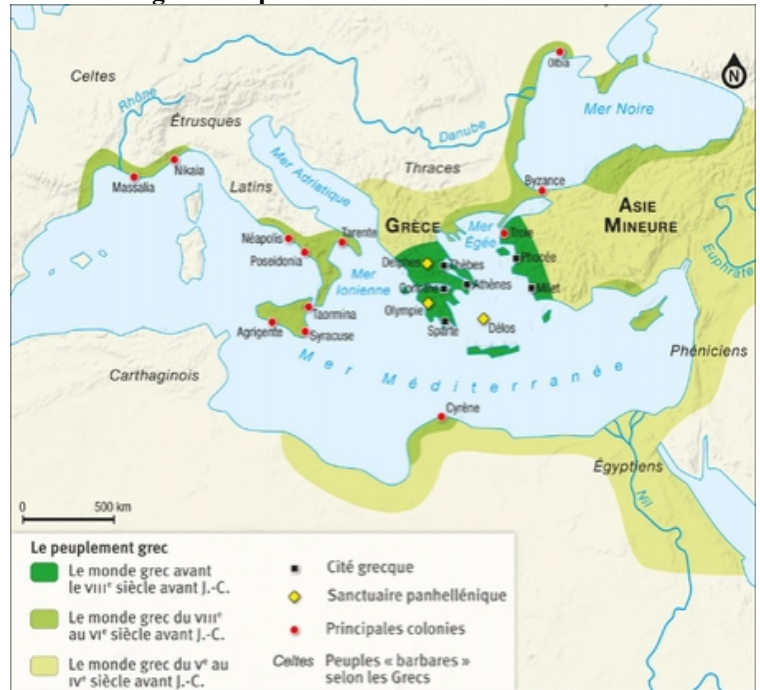 Celtes
Rhône
Étrusques
Massalia
Nikaia
Latins
Mer Adriatique
Danube
Olbia
Mer Noire
N
Thraces
Byzance
GRÈCE
Mer
Égée
Troie
ASIE
MINEURE
Euphrate
Néapolis
Tarente
Poseidonia
Mer
Ionienne
Delphes
Thèbes
Phocée
Corinthe
Athènes
Milet
Olympie
Sparte
Délos
Taormina
Agrigente
Syracuse
Phéniciens
Carthaginois
Mer Méditerranée
Cyrène
Égyptiens
Nil
0 500 km
Le peuplement grec
Le monde grec avant
le VIIIe siècle avant J.-C.
Le monde grec du VIIIe
au VIe siècle avant J.-C.
Le monde grec du Ve au
IVe siècle avant J.-C.
Cité grecque
Sanctuaire panhellénique
Principales colonies
Celtes Peuples « barbares »
selon les Grecs